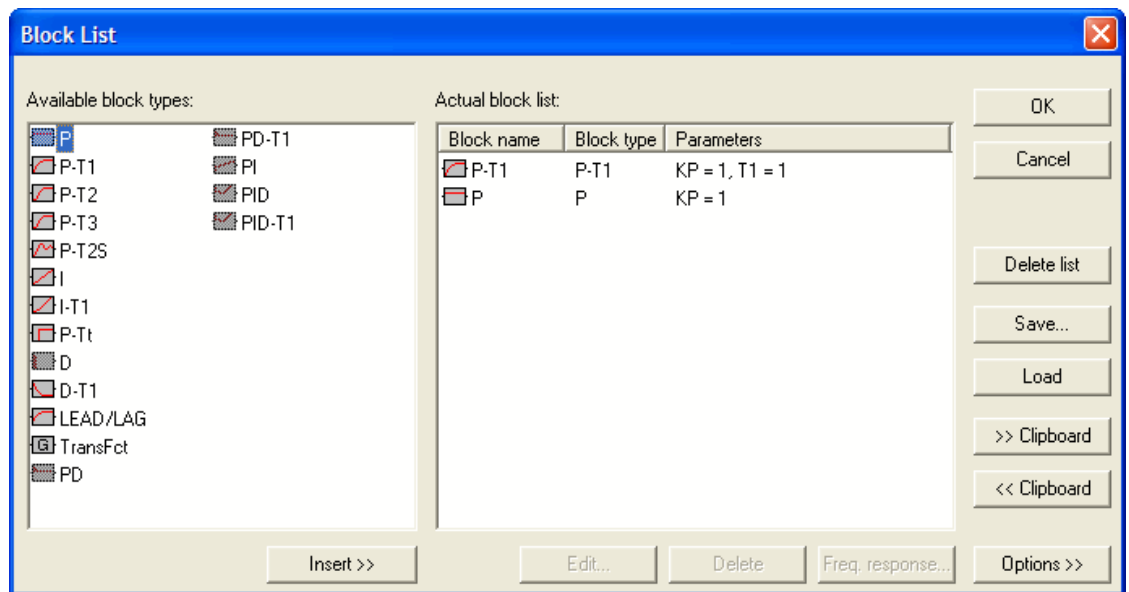 Block List
Available block types:
P
P-T1
P-T2
P-T3
P-T2S
I
I-T1
P-Tt
D
D-T1
LEAD/LAG
G TransFct
PD
PD-T1
PI
PID
PID-T1
Actual block list:
Block name Block type Parameters
P-T1 P-T1 KP = 1, T1 = 1
P P KP = 1
OK
Cancel
Delete list
Save...
Load
>> Clipboard
<< Clipboard
Insert >>
Edit...
Delete
Freq. response...
Options >>